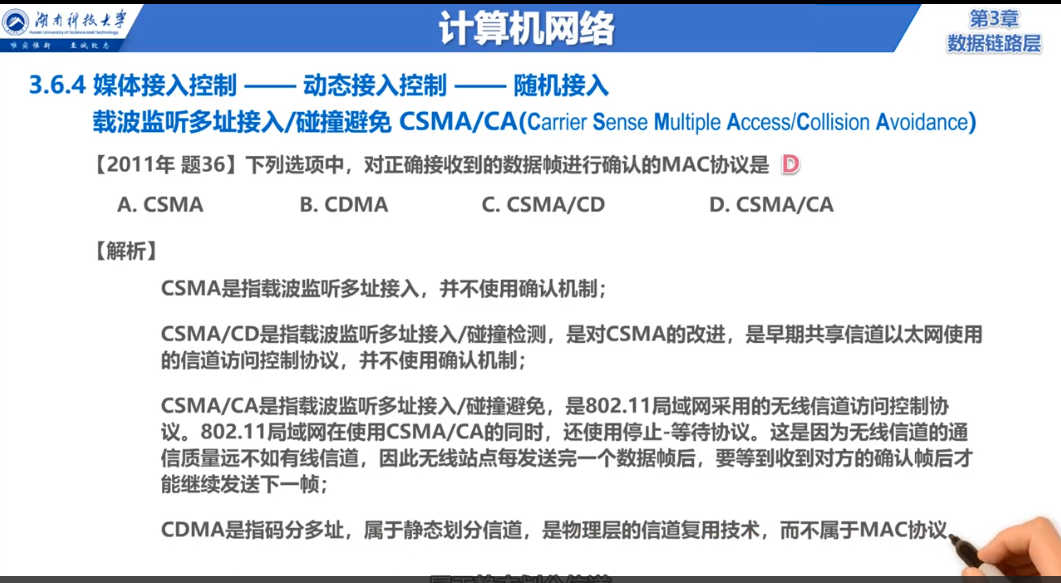 湖南科技大学
Hunan University of Science and Technology
唯实惟新 至诚致志
计算机网络
第3章
数据链路层
3.6.4 媒体接入控制 —— 动态接入控制 —— 随机接入
载波监听多址接入/碰撞避免 CSMA/CA(Carrier Sense Multiple Access/Collision Avoidance)
【2011年 题36】下列选项中，对正确接收到的数据帧进行确认的MAC协议是 D
A. CSMA B. CDMA C. CSMA/CD D. CSMA/CA
【解析】
CSMA是指载波监听多址接入，并不使用确认机制；
CSMA/CD是指载波监听多址接入/碰撞检测，是对CSMA的改进，是早期共享信道以太网使用
的信道访问控制协议，并不使用确认机制；
CSMA/CA是指载波监听多址接入/碰撞避免，是802.11局域网采用的无线信道访问控制协
议。802.11局域网在使用CSMA/CA的同时，还使用停止-等待协议。这是因为无线信道的通
信质量远不如有线信道，因此无线站点每发送完一个数据帧后，要等到收到对方的确认帧后才
能继续发送下一帧；
CDMA是指码分多址，属于静态划分信道，是物理层的信道复用技术，而不属于MAC协议。